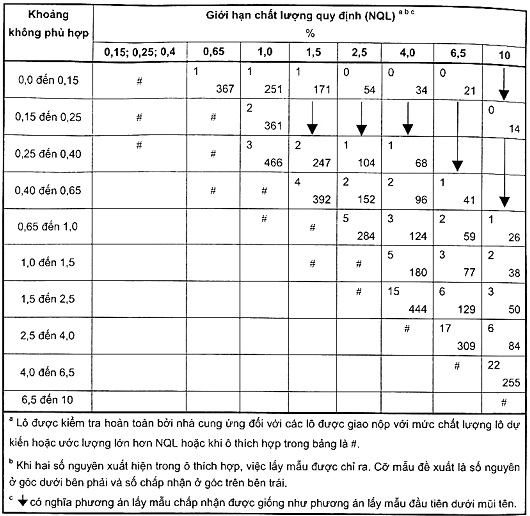 Khoảng không phù hợp
Giới hạn chất lượng quy định (NQL) a b c
%
0,15; 0,25; 0,4 0,65 1,0 1,5 2,5 4,0 6,5 10
0,0 đến 0,15 # 1 367 1 251 1 171 0 54 0 34 0 21 ↓
0,15 đến 0,25 # # 2 361 ↓ ↓ ↓ ↓ 0 14
0,25 đến 0,40 # # 3 466 2 247 1 104 1 68 ↓
0,40 đến 0,65 # # 4 392 2 152 2 96 1 41
0,65 đến 1,0 # # 5 284 3 124 2 59 1 26
1,0 đến 1,5 # # 5 180 3 77 2 38
1,5 đến 2,5 # 15 444 6 129 3 50
2,5 đến 4,0 # 17 309 6 84
4,0 đến 6,5 # 22 255
6,5 đến 10 #
a Lô được kiểm tra hoàn toàn bởi nhà cung ứng đối với các lô được giao nộp với mức chất lượng lô dự
kiến hoặc ước lượng lớn hơn NQL hoặc khi ô thích hợp trong bảng là #.
b Khi hai số nguyên xuất hiện trong ô thích hợp, việc lấy mẫu được chỉ ra. Cỡ mẫu đề xuất là số nguyên
ở góc dưới bên phải và số chấp nhận ở góc trên bên trái.
c ↓ có nghĩa phương án lấy mẫu chấp nhận được giống như phương án lấy mẫu đầu tiên dưới mũi tên.